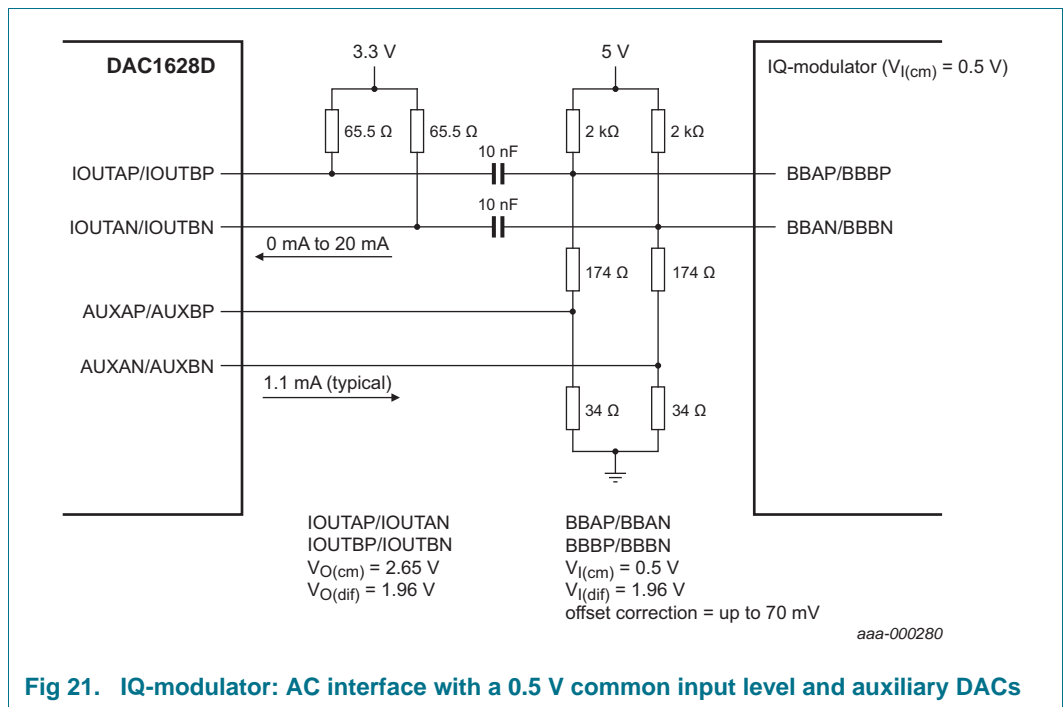 DAC1628D
3.3 V
5 V
IQ-modulator (VI(cm) = 0.5 V)
65.5 Ω
65.5 Ω
2 kΩ
2 kΩ
10 nF
IOUTAP/IOUTBP
BBAP/BBBP
10 nF
IOUTAN/IOUTBN
BBAN/BBBN
0 mA to 20 mA
174 Ω
174 Ω
AUXAP/AUXBP
AUXAN/AUXBN
1.1 mA (typical)
34 Ω
34 Ω
IOUTAP/IOUTAN
IOUTBP/IOUTBN
VO(cm) = 2.65 V
VO(dif) = 1.96 V
BBAP/BBAN
BBBP/BBBN
VI(cm) = 0.5 V
VI(dif) = 1.96 V
offset correction = up to 70 mV
aaa-000280
Fig 21. IQ-modulator: AC interface with a 0.5 V common input level and auxiliary DACs